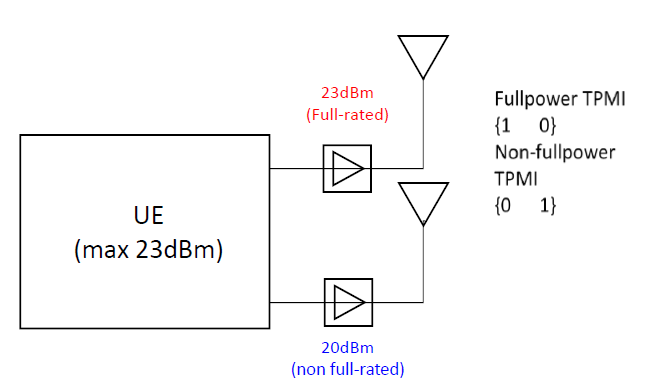 23dBm
(Full-rated)
Fullpower TPMI
{1 0}
Non-fullpower
TPMI
{0 1}
UE
(max 23dBm)
20dBm
(non full-rated)